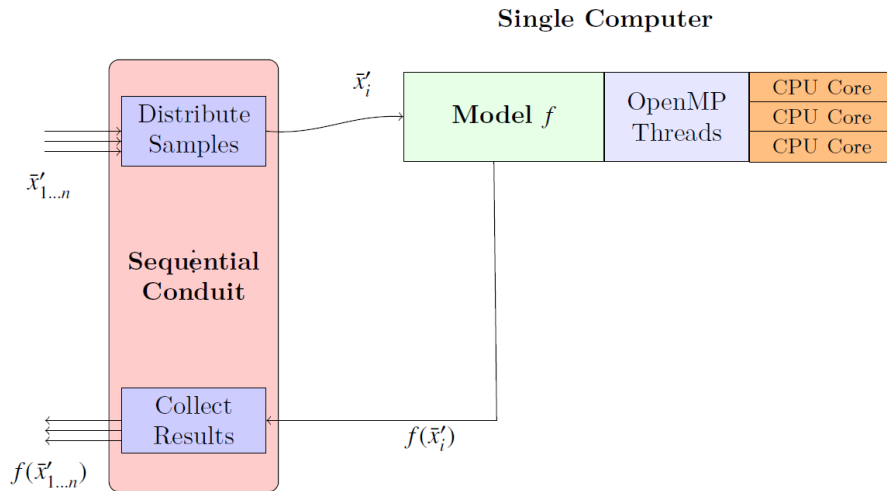 Single Computer
Distribute
Samples
x̄′ᵢ
Model f
OpenMP
Threads
CPU Core
CPU Core
CPU Core
x̄′₁...ₙ
Sequential
Conduit
Collect
Results
f(x̄′ᵢ)
f(x̄′₁...ₙ)